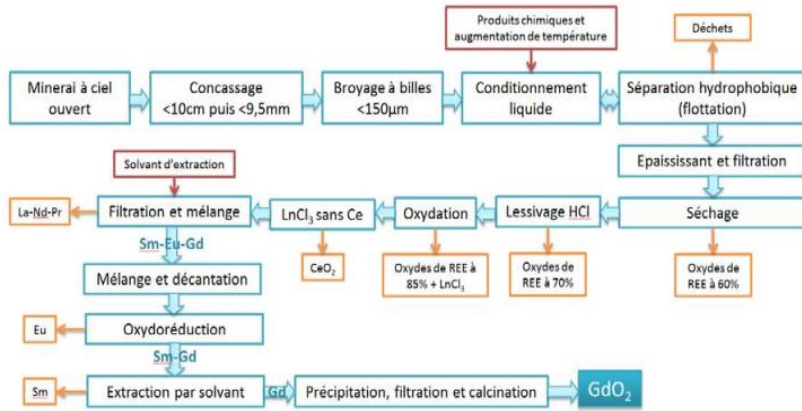 Produits chimiques et
augmentation de température
Déchets
Minerai à ciel
ouvert
Concassage
<10cm puis <9,5mm
Broyage à billes
<150µm
Conditionnement
liquide
Séparation hydrophobique
(flottation)
Solvant d'extraction
Epaississant et filtration
La-Nd-Pr
Filtration et mélange
LnCl3 sans Ce
Oxydation
Lessivage HCl
Séchage
Sm-Eu-Gd
CeO2
Oxydes de REE à
85% + LnCl3
Oxydes de
REE à 70%
Oxydes de
REE à 60%
Mélange et décantation
Eu
Oxydoréduction
Sm-Gd
Sm
Extraction par solvant
Gd
Précipitation, filtration et calcination
GdO2